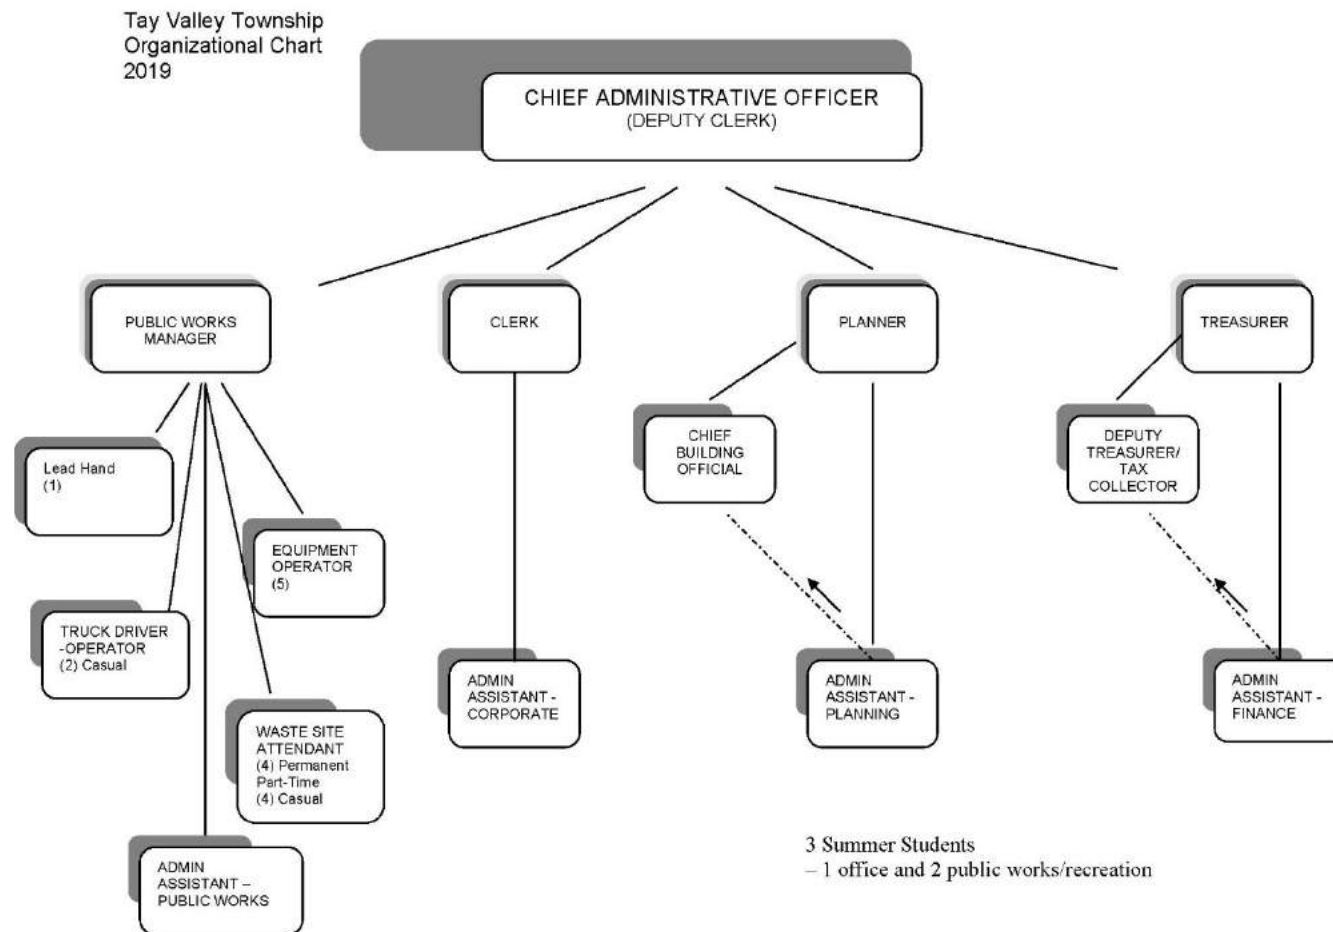 Tay Valley Township
Organizational Chart
2019
CHIEF ADMINISTRATIVE OFFICER
(DEPUTY CLERK)
PUBLIC WORKS
MANAGER
CLERK
PLANNER
TREASURER
Lead Hand
(1)
EQUIPMENT
OPERATOR
(5)
TRUCK DRIVER
-OPERATOR
(2) Casual
WASTE SITE
ATTENDANT
(4) Permanent
Part-Time
(4) Casual
ADMIN
ASSISTANT –
PUBLIC WORKS
ADMIN
ASSISTANT -
CORPORATE
CHIEF
BUILDING
OFFICIAL
ADMIN
ASSISTANT-
PLANNING
DEPUTY
TREASURER/
TAX
COLLECTOR
ADMIN
ASSISTANT -
FINANCE
3 Summer Students
– 1 office and 2 public works/recreation